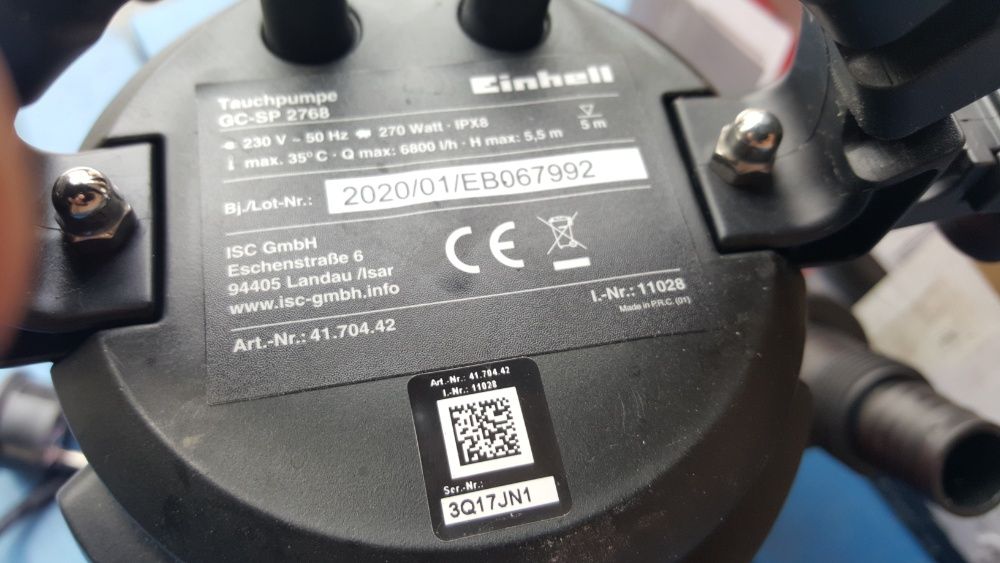 Einhell
Tauchpumpe
GC-SP 2768
230 V ~ 50 Hz 270 Watt · IPX8
5 m
max. 35°C · Q max: 6800 l/h · H max: 5,5 m
Bj./Lot-Nr.: 2020/01/EB067992
ISC GmbH
Eschenstraße 6
94405 Landau /Isar
www.isc-gmbh.info
CE
I.-Nr.: 11028
Made in P.R.C. (01)
Art.-Nr.: 41.704.42
Art.-Nr.: 41.704.42
I.-Nr.: 11028
Ser.-Nr.:
3Q17JN1